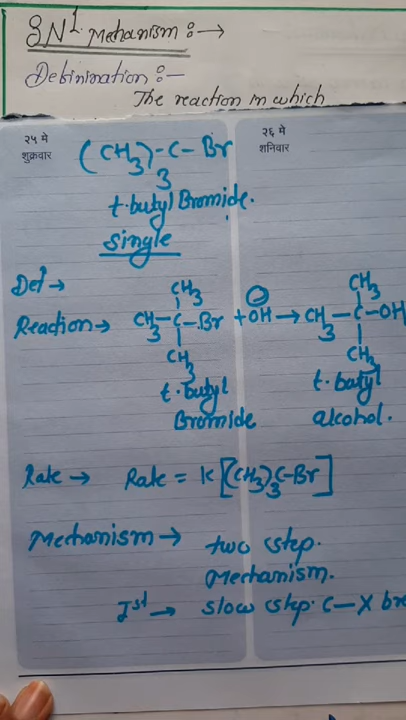 SN¹ Mechanism :→
Defination :–
The reaction in which
२५ मे
शुक्रवार
२६ मे
शनिवार
(CH₃)₃-C-Br
t.butyl Bromide.
Single
Def →
Reaction →
CH₃
CH₃-C-Br + ⊖OH → CH₃-C-OH
CH₃
CH₃
CH₃
t.butyl
Bromide
t.butyl
alcohol.
Rate → Rate = K[(CH₃)₃C-Br]
Mechanism → two step.
Mechanism.
Ist → slow step. C-X bre